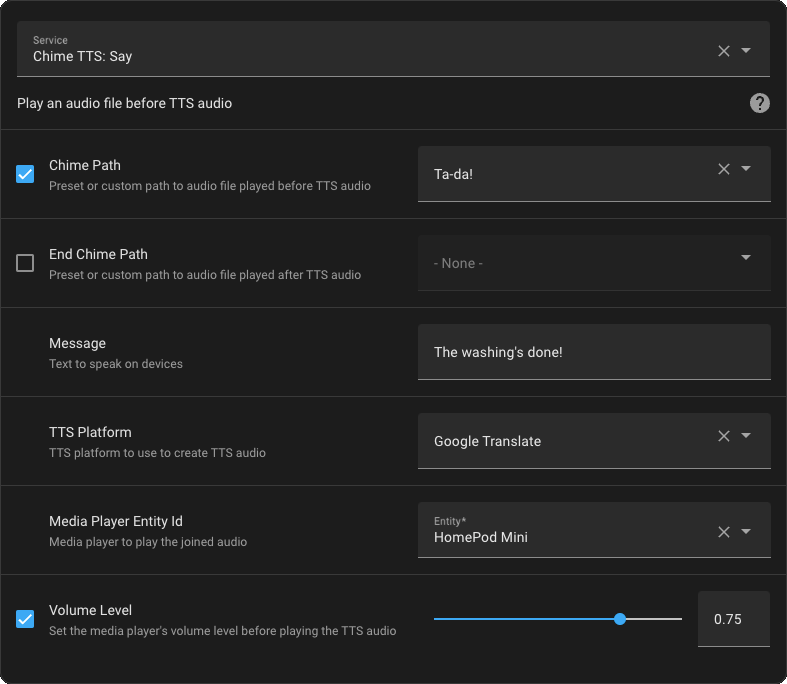 Service
Chime TTS: Say
Play an audio file before TTS audio
?
Chime Path
Preset or custom path to audio file played before TTS audio
Ta-da!
End Chime Path
Preset or custom path to audio file played after TTS audio
- None -
Message
Text to speak on devices
The washing's done!
TTS Platform
TTS platform to use to create TTS audio
Google Translate
Media Player Entity Id
Media player to play the joined audio
Entity*
HomePod Mini
Volume Level
Set the media player's volume level before playing the TTS audio
0.75